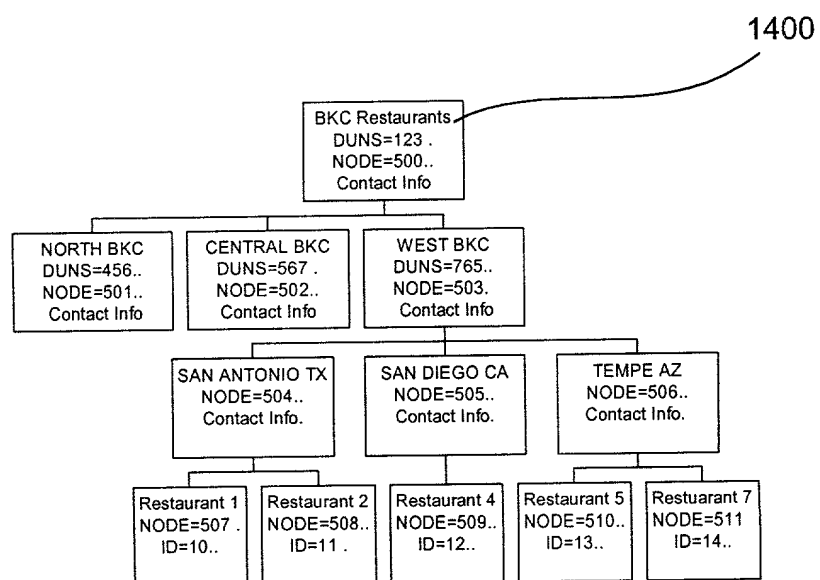 1400
BKC Restaurants
DUNS=123 .
NODE=500..
Contact Info
NORTH BKC
DUNS=456..
NODE=501..
Contact Info
CENTRAL BKC
DUNS=567 .
NODE=502..
Contact Info
WEST BKC
DUNS=765..
NODE=503.
Contact Info
SAN ANTONIO TX
NODE=504..
Contact Info.
SAN DIEGO CA
NODE=505..
Contact Info.
TEMPE AZ
NODE=506..
Contact Info.
Restaurant 1
NODE=507 .
ID=10..
Restaurant 2
NODE=508..
ID=11 .
Restaurant 4
NODE=509..
ID=12..
Restaurant 5
NODE=510..
ID=13..
Restuarant 7
NODE=511
ID=14..